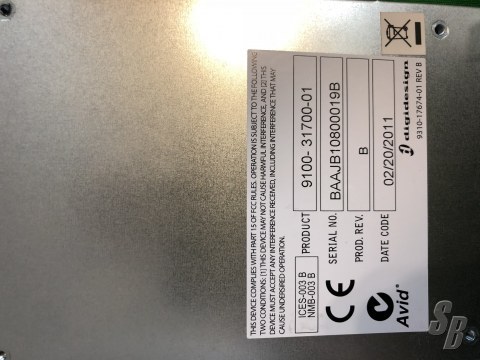 THIS DEVICE COMPLIES WITH PART 15 OF FCC RULES. OPERATION IS SUBJECT TO THE FOLLOWING
TWO CONDITIONS: (1) THIS DEVICE MAY NOT CAUSE HARMFUL INTERFERENCE, AND (2) THIS
DEVICE MUST ACCEPT ANY INTERFERENCE RECEIVED, INCLUDING INTERFERENCE THAT MAY
CAUSE UNDERSIRED OPERATION.
ICES-003 B
NMB-003 B
PRODUCT 9100- 31700-01
SERIAL NO. BAAJB10800019B
PROD. REV. B
DATE CODE 02/20/2011
CE
Avid
digidesign
9310-17674-01 REV B
SB